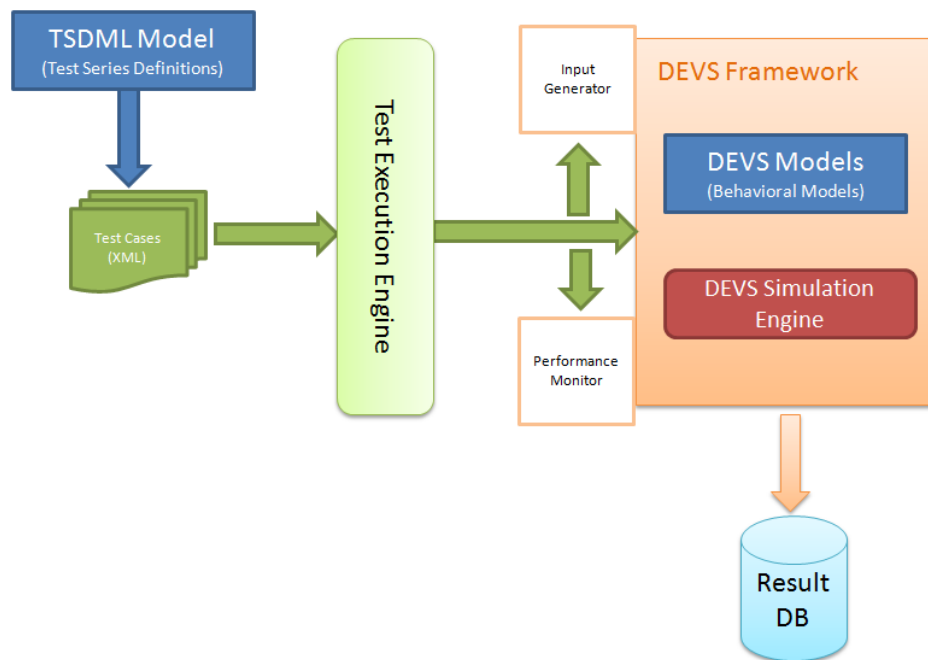 TSDML Model
(Test Series Definitions)
Test Cases
(XML)
Test Execution Engine
Input
Generator
Performance
Monitor
DEVS Framework
DEVS Models
(Behavioral Models)
DEVS Simulation
Engine
Result
DB